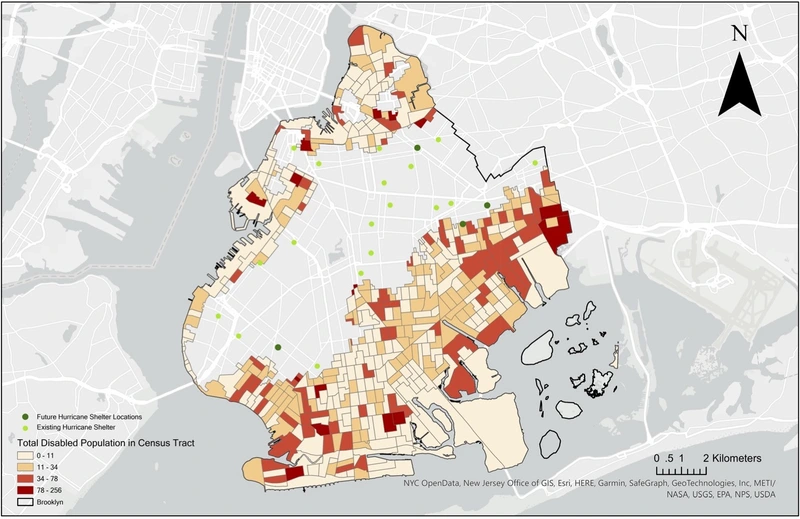 N
Future Hurricane Shelter Locations
Existing Hurricane Shelter
Total Disabled Population in Census Tract
0 - 11
11 - 34
34 - 78
78 - 256
Brooklyn
0 .5 1 2 Kilometers
NYC OpenData, New Jersey Office of GIS, Esri, HERE, Garmin, SafeGraph, GeoTechnologies, Inc, METI/
NASA, USGS, EPA, NPS, USDA